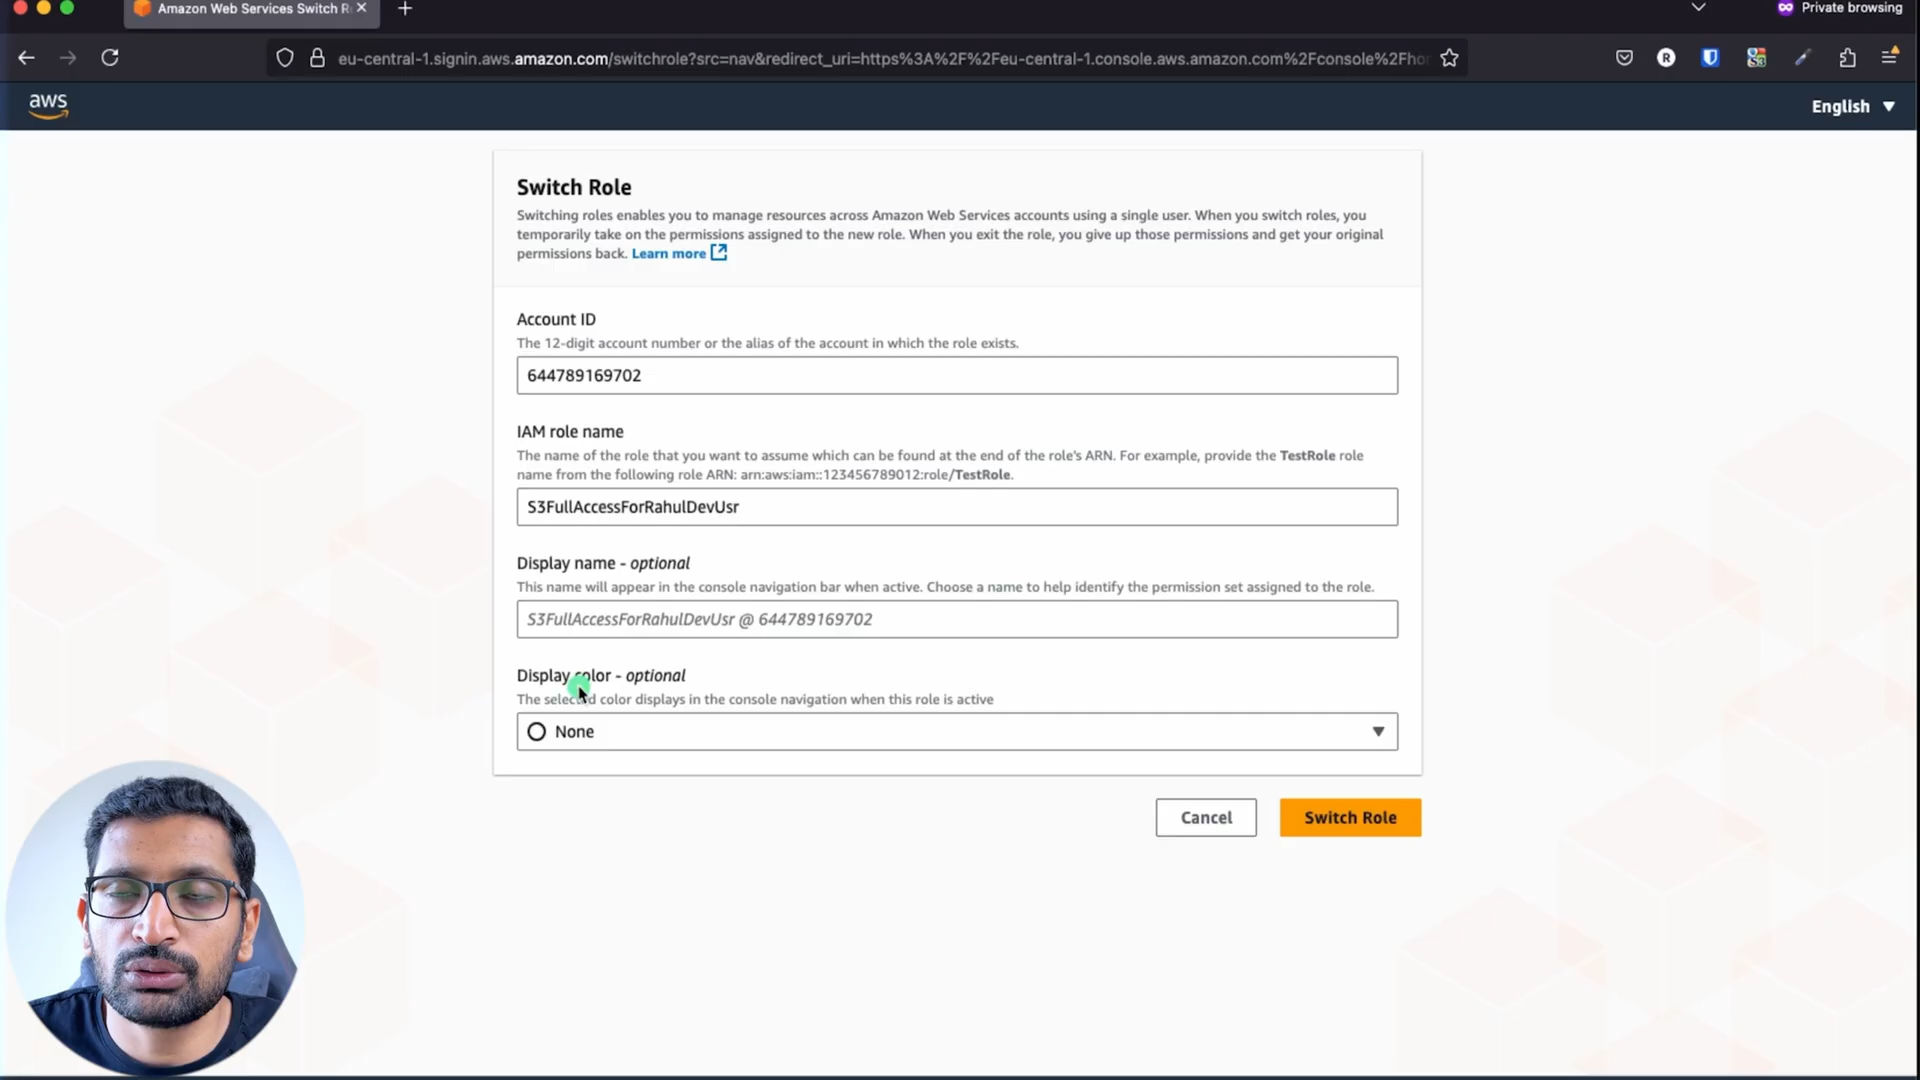 Amazon Web Services Switch R
Private browsing
eu-central-1.signin.aws.amazon.com/switchrole?src=nav&redirect_uri=https%3A%2F%2Feu-central-1.console.aws.amazon.com%2Fconsole%2Fho
R
aws
English
Switch Role
Switching roles enables you to manage resources across Amazon Web Services accounts using a single user. When you switch roles, you
temporarily take on the permissions assigned to the new role. When you exit the role, you give up those permissions and get your original
permissions back. Learn more
Account ID
The 12-digit account number or the alias of the account in which the role exists.
644789169702
IAM role name
The name of the role that you want to assume which can be found at the end of the role's ARN. For example, provide the TestRole role
name from the following role ARN: arn:aws:iam::123456789012:role/TestRole.
S3FullAccessForRahulDevUsr
Display name - optional
This name will appear in the console navigation bar when active. Choose a name to help identify the permission set assigned to the role.
S3FullAccessForRahulDevUsr @ 644789169702
Display color - optional
The selected color displays in the console navigation when this role is active
None
Cancel
Switch Role